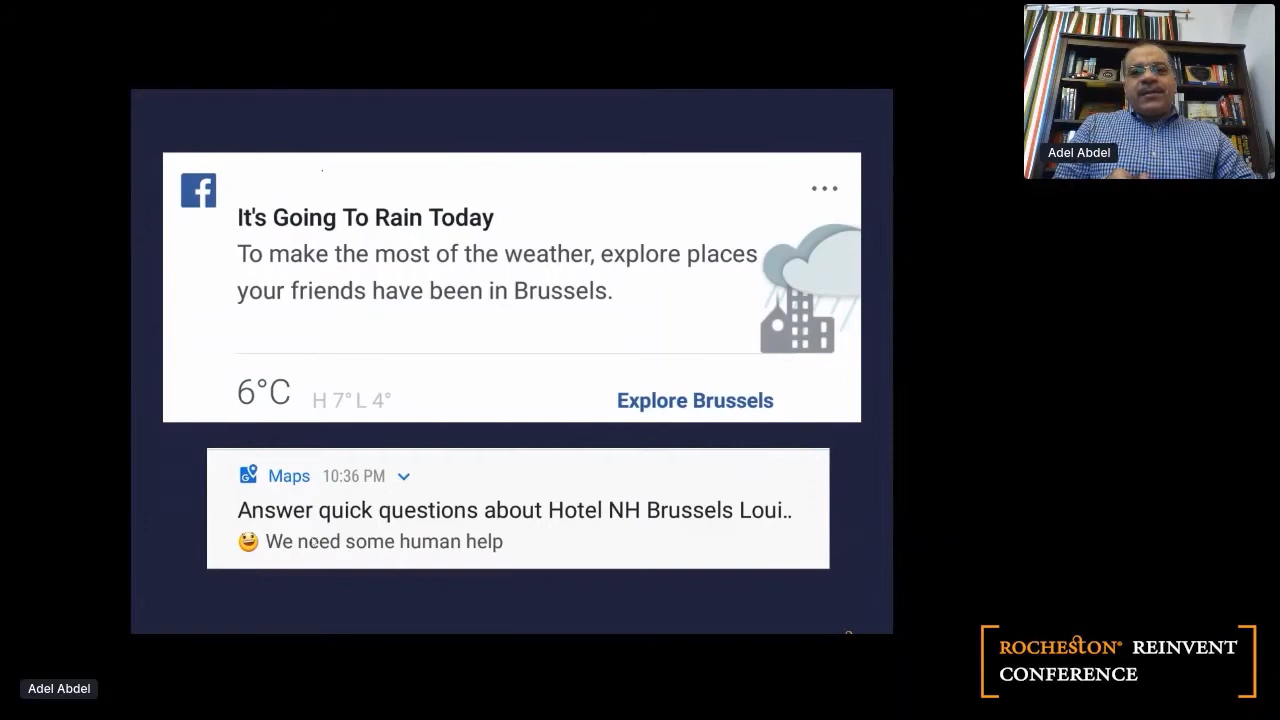 It's Going To Rain Today
To make the most of the weather, explore places
your friends have been in Brussels.
6°C H 7° L 4°
Explore Brussels
Maps 10:36 PM
Answer quick questions about Hotel NH Brussels Loui..
We need some human help
Adel Abdel
Adel Abdel
ROCHESTON® REINVENT
CONFERENCE